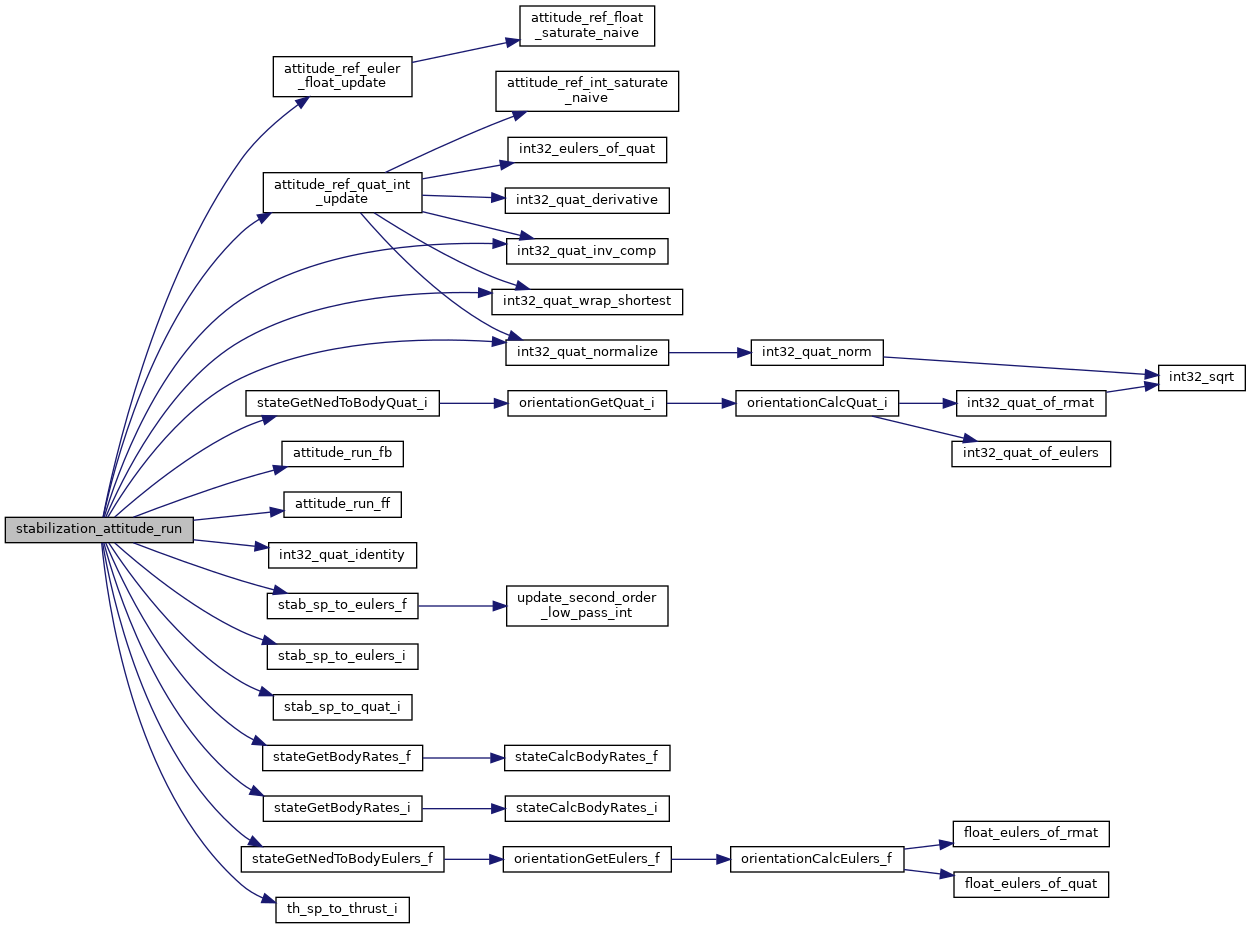 attitude_ref_float
_saturate_naive
attitude_ref_euler
_float_update
attitude_ref_int_saturate
_naive
int32_eulers_of_quat
attitude_ref_quat_int
_update
int32_quat_derivative
int32_quat_inv_comp
int32_quat_wrap_shortest
int32_quat_normalize
int32_quat_norm
int32_sqrt
stateGetNedToBodyQuat_i
orientationGetQuat_i
orientationCalcQuat_i
int32_quat_of_rmat
attitude_run_fb
int32_quat_of_eulers
attitude_run_ff
stabilization_attitude_run
int32_quat_identity
stab_sp_to_eulers_f
update_second_order
_low_pass_int
stab_sp_to_eulers_i
stab_sp_to_quat_i
stateGetBodyRates_f
stateCalcBodyRates_f
stateGetBodyRates_i
stateCalcBodyRates_i
float_eulers_of_rmat
stateGetNedToBodyEulers_f
orientationGetEulers_f
orientationCalcEulers_f
float_eulers_of_quat
th_sp_to_thrust_i